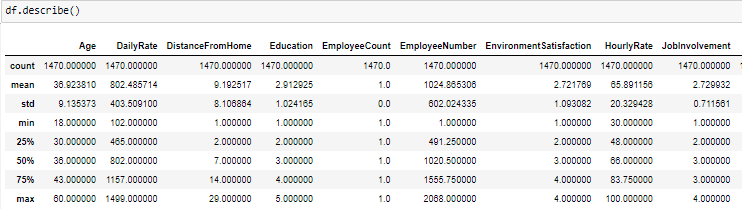 df.describe()
Age DailyRate DistanceFromHome Education EmployeeCount EmployeeNumber EnvironmentSatisfaction HourlyRate JobInvolvement
count 1470.000000 1470.000000 1470.000000 1470.000000 1470.0 1470.000000 1470.000000 1470.000000 1470.000000
mean 36.923810 802.485714 9.192517 2.912925 1.0 1024.865306 2.721769 65.891156 2.729932
std 9.135373 403.509100 8.106864 1.024165 0.0 602.024335 1.093082 20.329428 0.711561
min 18.000000 102.000000 1.000000 1.000000 1.0 1.000000 1.000000 30.000000 1.000000
25% 30.000000 465.000000 2.000000 2.000000 1.0 491.250000 2.000000 48.000000 2.000000
50% 36.000000 802.000000 7.000000 3.000000 1.0 1020.500000 3.000000 66.000000 3.000000
75% 43.000000 1157.000000 14.000000 4.000000 1.0 1555.750000 4.000000 83.750000 3.000000
max 60.000000 1499.000000 29.000000 5.000000 1.0 2068.000000 4.000000 100.000000 4.000000